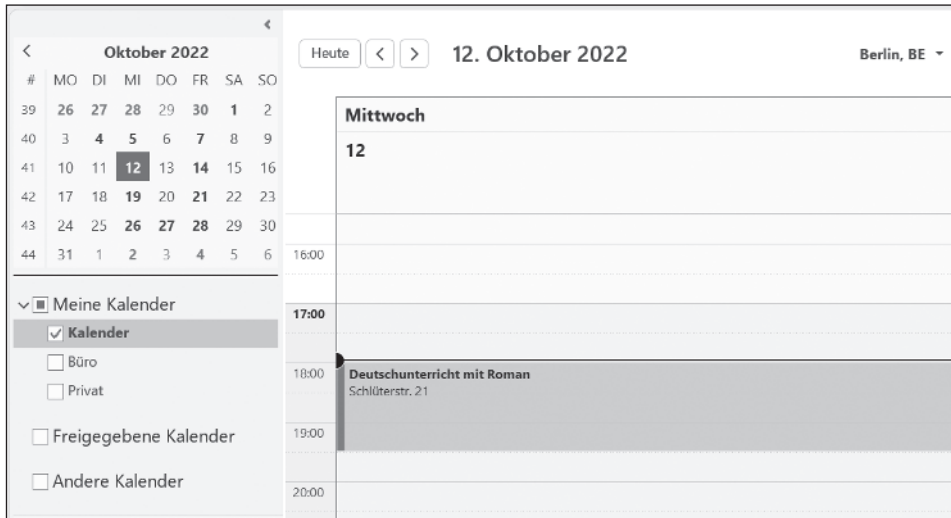 Oktober 2022
# MO DI MI DO FR SA SO
39 26 27 28 29 30 1 2
40 3 4 5 6 7 8 9
41 10 11 12 13 14 15 16
42 17 18 19 20 21 22 23
43 24 25 26 27 28 29 30
44 31 1 2 3 4 5 6
Meine Kalender
Kalender
Büro
Privat
Freigegebene Kalender
Andere Kalender
Heute 12. Oktober 2022 Berlin, BE
Mittwoch
12
16:00
17:00
18:00 Deutschunterricht mit Roman
Schlüterstr. 21
19:00
20:00